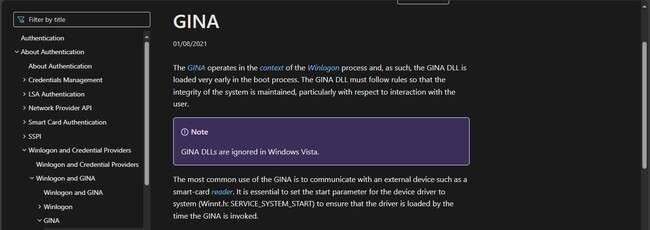 Filter by title
Authentication
About Authentication
About Authentication
Credentials Management
LSA Authentication
Network Provider API
Smart Card Authentication
SSPI
Winlogon and Credential Providers
Winlogon and Credential Providers
Winlogon and GINA
Winlogon and GINA
Winlogon
GINA
GINA
01/08/2021
The GINA operates in the context of the Winlogon process and, as such, the GINA DLL is
loaded very early in the boot process. The GINA DLL must follow rules so that the
integrity of the system is maintained, particularly with respect to interaction with the
user.
Note
GINA DLLs are ignored in Windows Vista.
The most common use of the GINA is to communicate with an external device such as a
smart-card reader. It is essential to set the start parameter for the device driver to
system (Winnt.h: SERVICE_SYSTEM_START) to ensure that the driver is loaded by the
time the GINA is invoked.